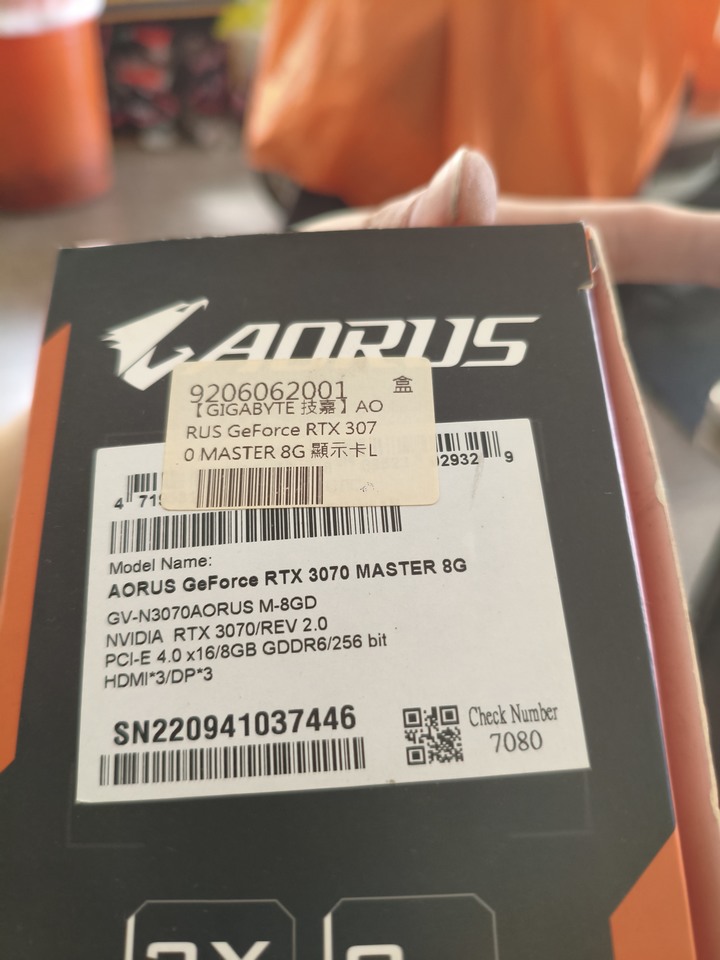 AORUS
9206062001 盒
【GIGABYTE 技嘉】AO
RUS GeForce RTX 307
0 MASTER 8G 顯示卡L
4 719 02932 9
Model Name:
AORUS GeForce RTX 3070 MASTER 8G
GV-N3070AORUS M-8GD
NVIDIA RTX 3070/REV 2.0
PCI-E 4.0 x16/8GB GDDR6/256 bit
HDMI*3/DP*3
SN220941037446
Check Number
7080